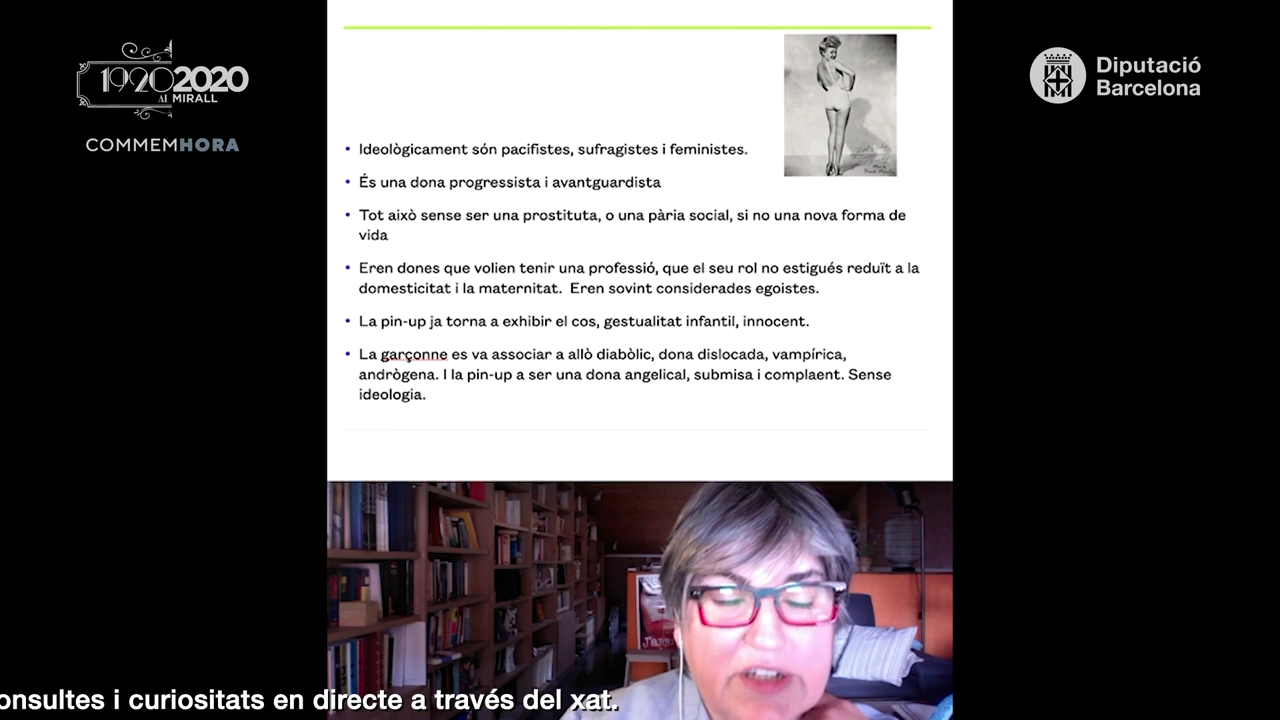 1920 2020
AL MIRALL
COMMEMHORA
Diputació
Barcelona
• Ideològicament són pacifistes, sufragistes i feministes.
• És una dona progressista i avantguardista
• Tot això sense ser una prostituta, o una pària social, si no una nova forma de
vida
• Eren dones que volien tenir una professió, que el seu rol no estigués reduït a la
domesticitat i la maternitat. Eren sovint considerades egoistes.
• La pin-up ja torna a exhibir el cos, gestualitat infantil, innocent.
• La garçonne es va associar a allò diabòlic, dona dislocada, vampírica,
andrògena. I la pin-up a ser una dona angelical, submisa i complaent. Sense
ideologia.
onsultes i curiositats en directe a través del xat.